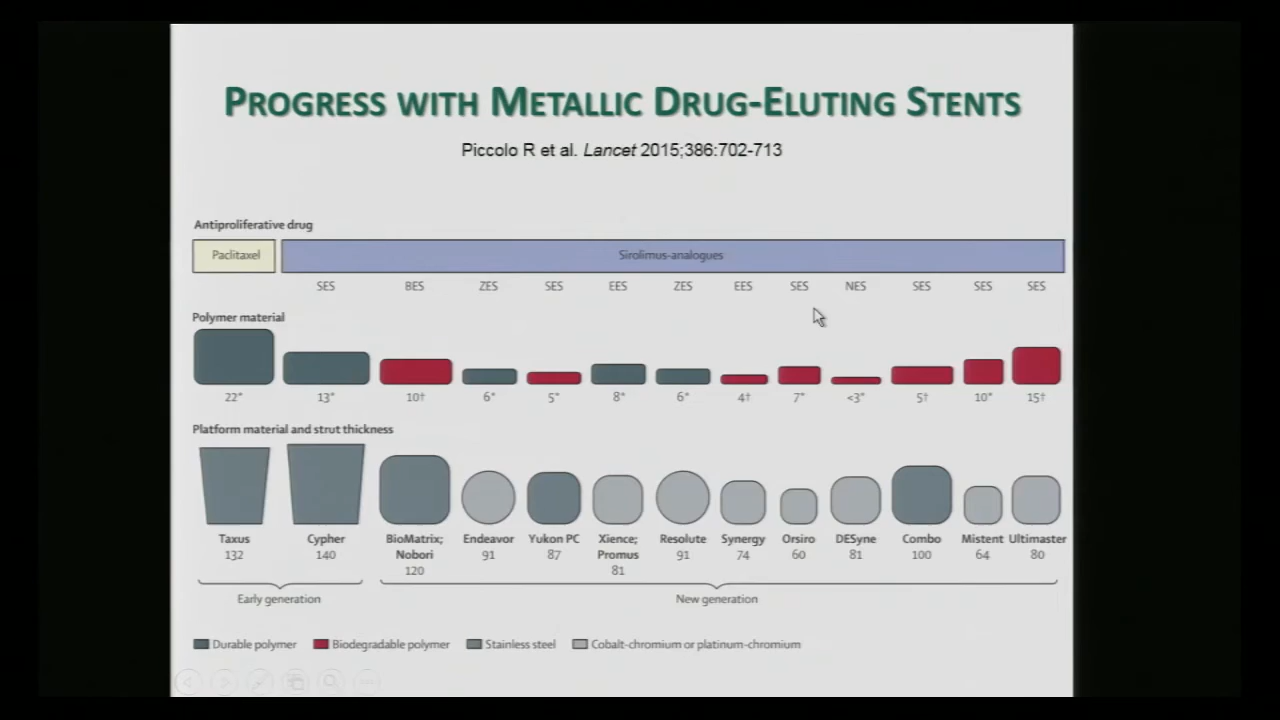 PROGRESS WITH METALLIC DRUG-ELUTING STENTS
Piccolo R et al. Lancet 2015;386:702-713
Antiproliferative drug
Paclitaxel Sirolimus-analogues
SES BES ZES SES EES ZES EES SES NES SES SES SES
Polymer material
22* 13* 10† 6* 5* 8* 6* 4† 7* <3* 5† 10* 15†
Platform material and strut thickness
Taxus Cypher BioMatrix; Endeavor Yukon PC Xience; Resolute Synergy Orsiro DESyne Combo Mistent Ultimaster
132 140 Nobori 91 87 Promus 91 74 60 81 100 64 80
120 81
Early generation New generation
Durable polymer Biodegradable polymer Stainless steel Cobalt-chromium or platinum-chromium